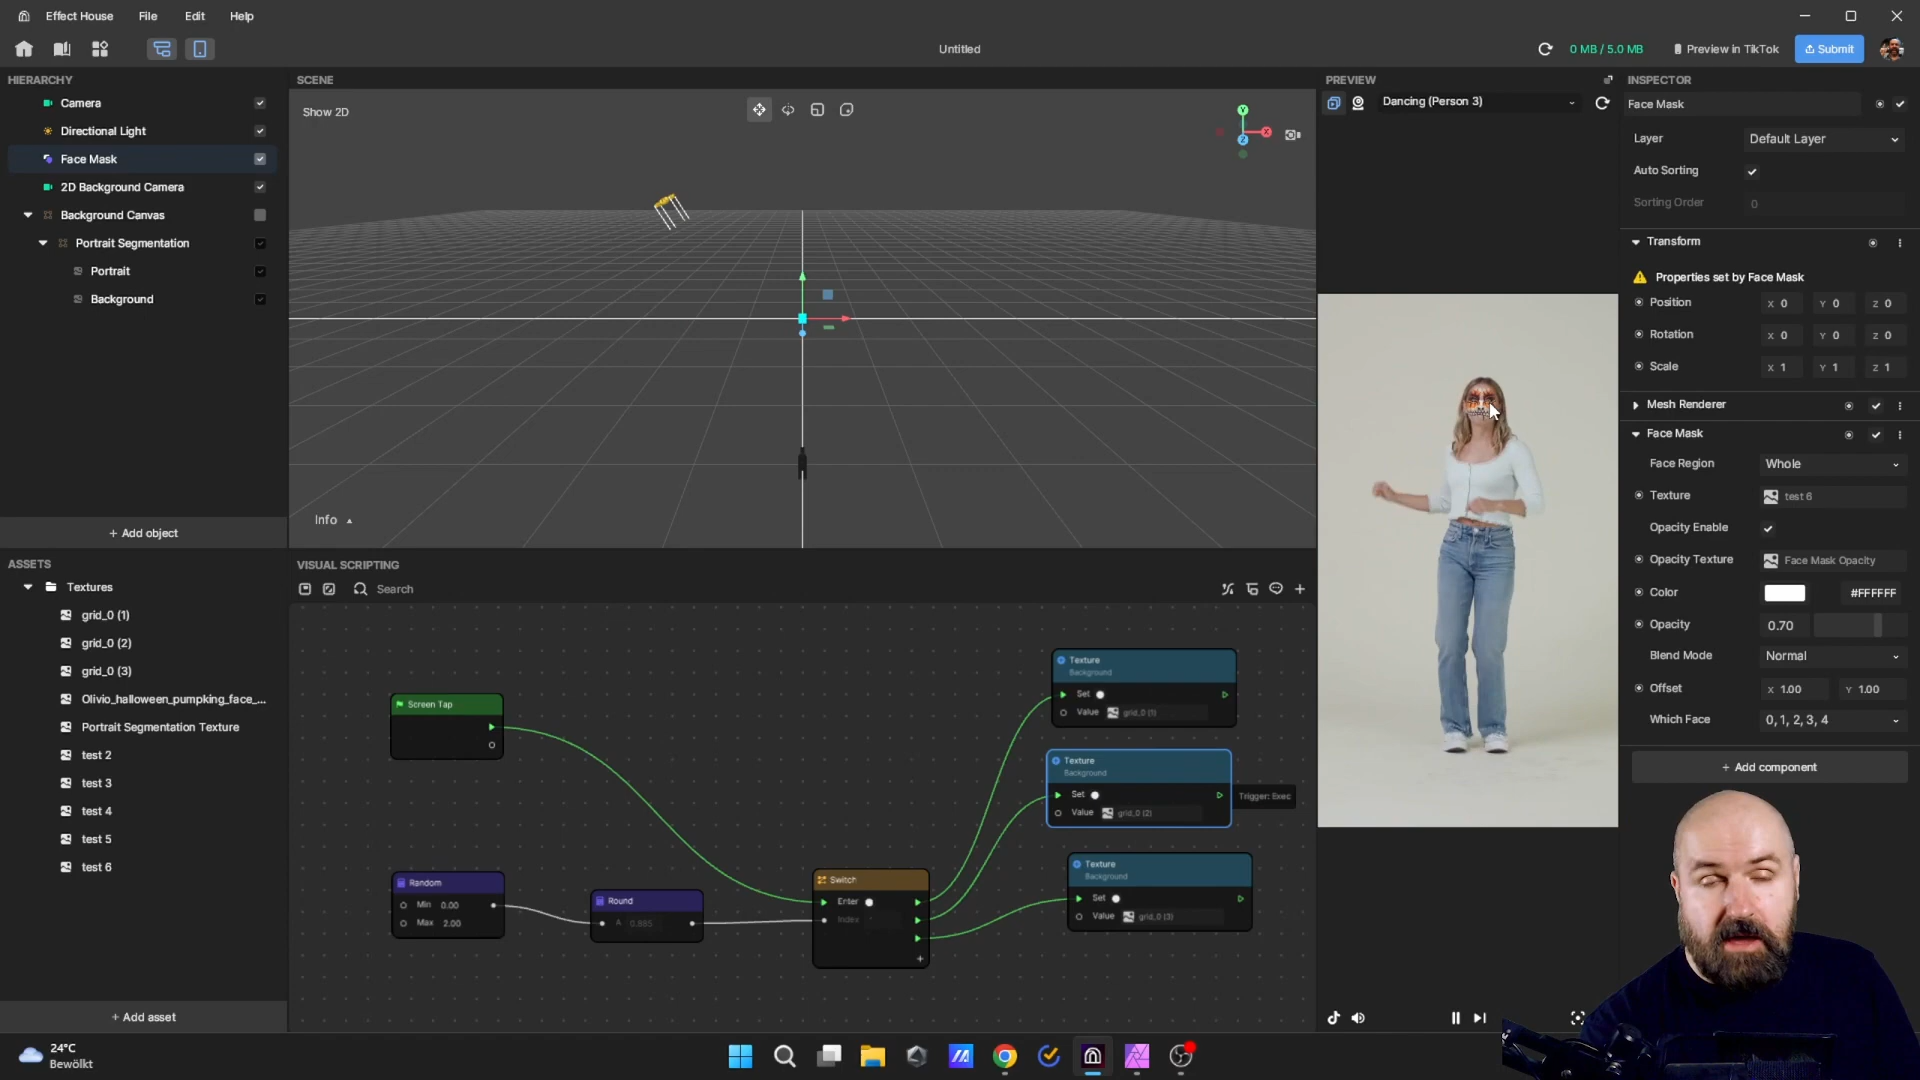 Effect House File Edit Help
Untitled
0 MB / 5.0 MB
Preview in TikTok
Submit
HIERARCHY
Camera
Directional Light
Face Mask
2D Background Camera
Background Canvas
Portrait Segmentation
Portrait
Background
+ Add object
ASSETS
Textures
grid_0 (1)
grid_0 (2)
grid_0 (3)
Olivio_halloween_pumpking_face_...
Portrait Segmentation Texture
test 2
test 3
test 4
test 5
test 6
+ Add asset
SCENE
Show 2D
Y
X
Z
Info
VISUAL SCRIPTING
Search
Screen Tap
Random
Min 0.00
Max 2.00
Round
A 0.885
Switch
Enter
Index
Texture
Background
Set
Value grid_0 (1)
Texture
Background
Set
Value grid_0 (2)
Trigger: Exec
Texture
Background
Set
Value grid_0 (3)
PREVIEW
Dancing (Person 3)
INSPECTOR
Face Mask
Layer Default Layer
Auto Sorting
Sorting Order 0
Transform
Properties set by Face Mask
Position X 0 Y 0 Z 0
Rotation X 0 Y 0 Z 0
Scale X 1 Y 1 Z 1
Mesh Renderer
Face Mask
Face Region Whole
Texture test 6
Opacity Enable
Opacity Texture Face Mask Opacity
Color #FFFFFF
Opacity 0.70
Blend Mode Normal
Offset X 1.00 Y 1.00
Which Face 0, 1, 2, 3, 4
+ Add component
24°C
Bewölkt